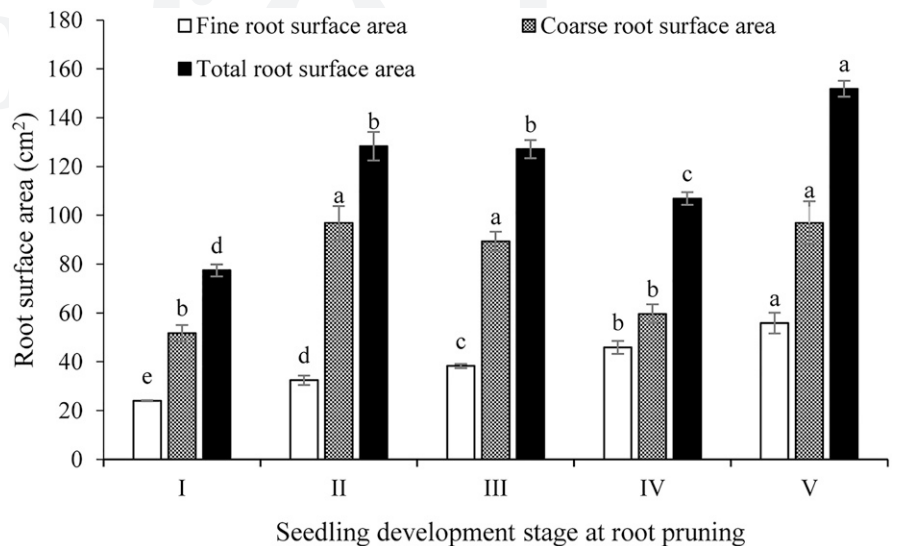 180
160
140
120
100
80
60
40
20
0
Root surface area (cm²)
Fine root surface area
Coarse root surface area
Total root surface area
e
b
d
d
a
b
c
a
b
b
b
c
a
a
a
I
II
III
IV
V
Seedling development stage at root pruning